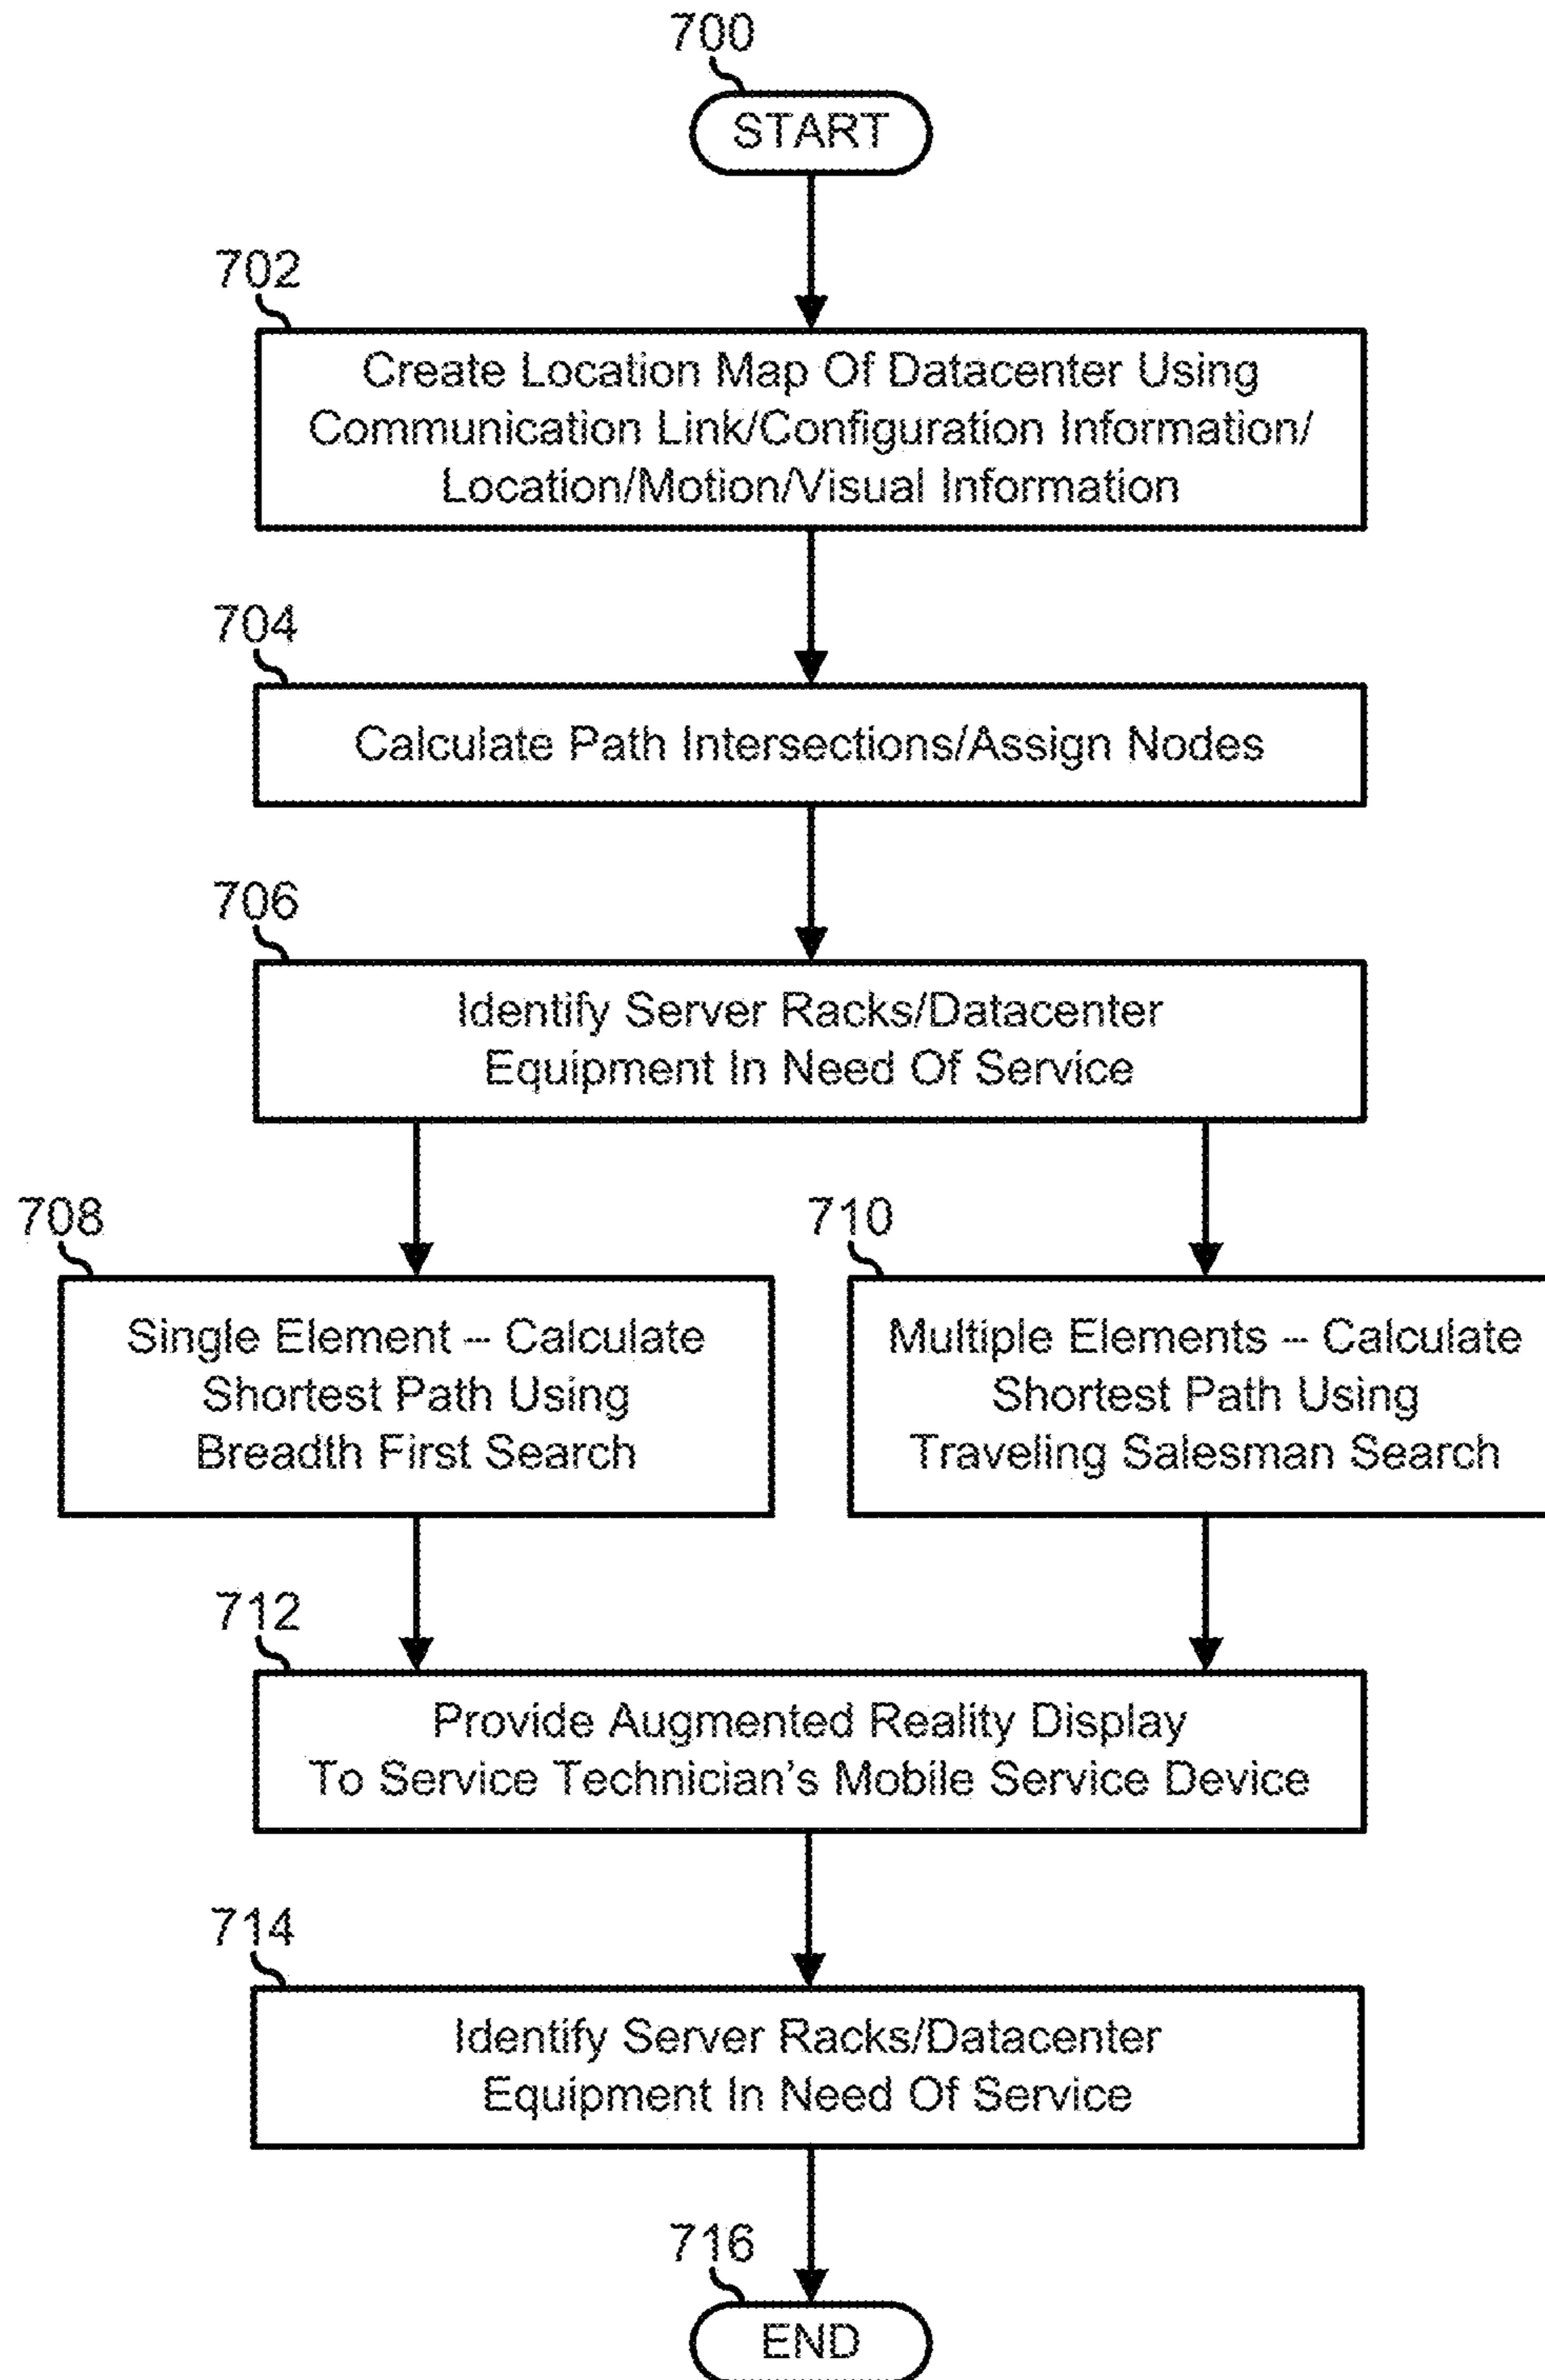 700
START
702
Create Location Map Of Datacenter Using
Communication Link/Configuration Information/
Location/Motion/Visual Information
704
Calculate Path Intersections/Assign Nodes
706
Identify Server Racks/Datacenter
Equipment In Need Of Service
708
Single Element – Calculate
Shortest Path Using
Breadth First Search
710
Multiple Elements – Calculate
Shortest Path Using
Traveling Salesman Search
712
Provide Augmented Reality Display
To Service Technician's Mobile Service Device
714
Identify Server Racks/Datacenter
Equipment In Need Of Service
716
END